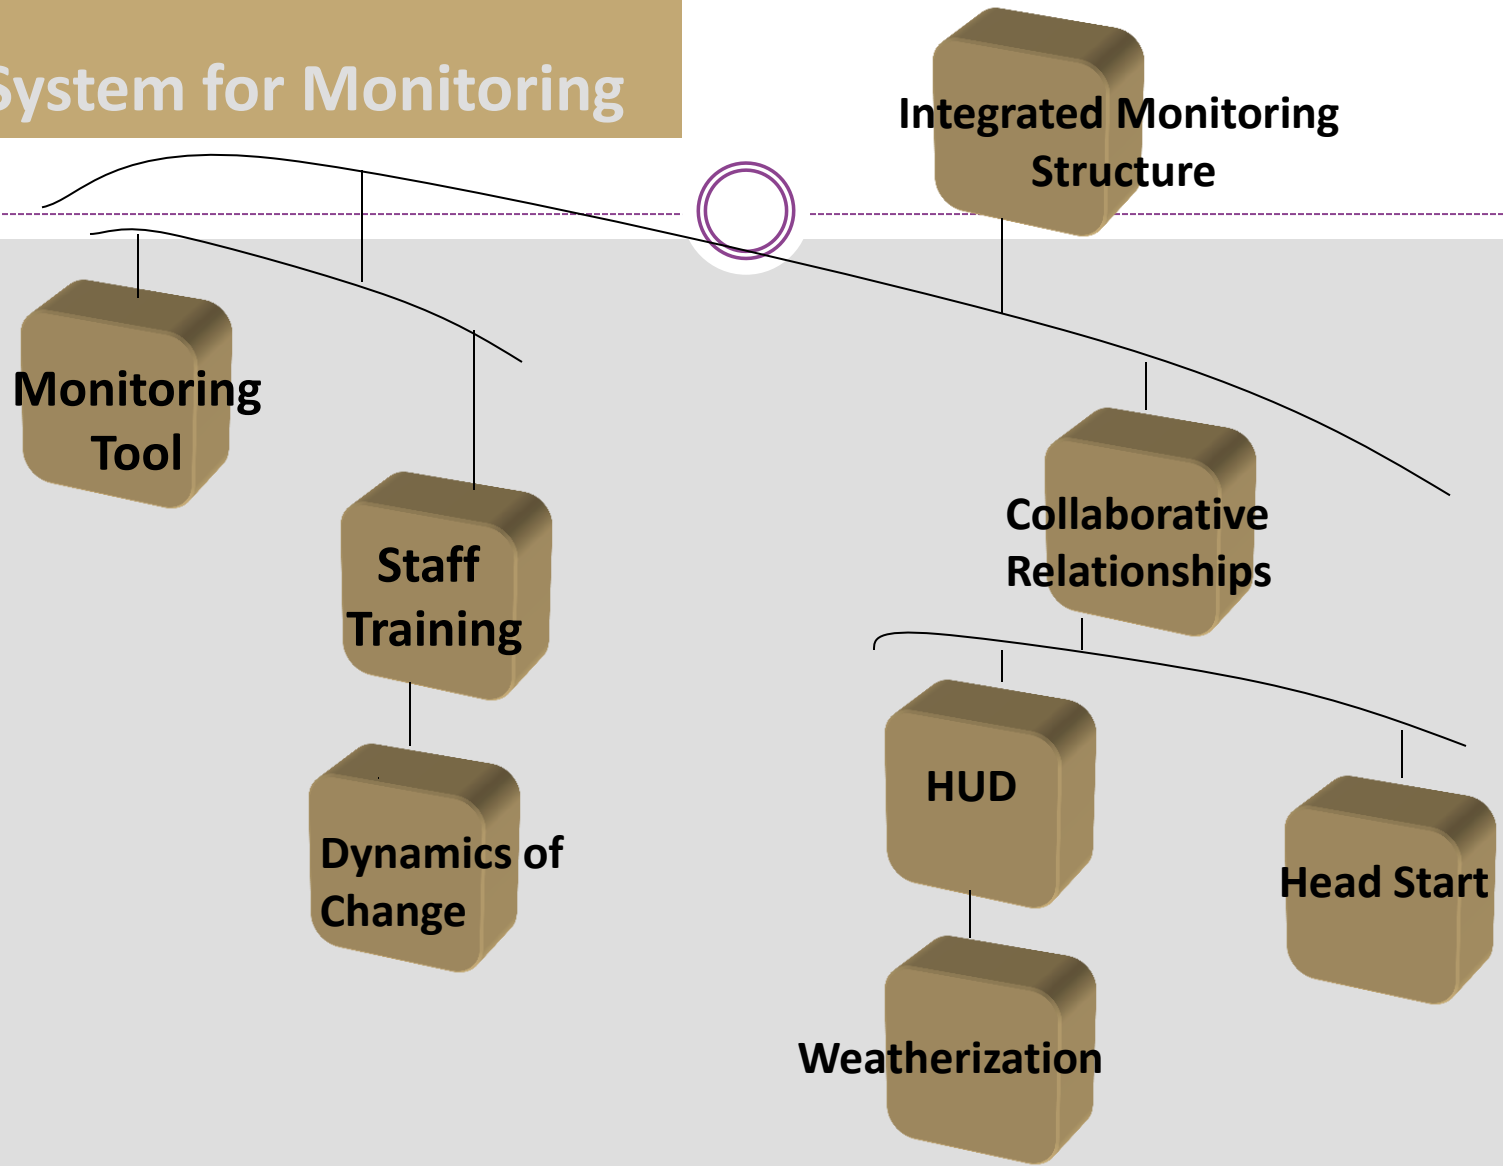 System for Monitoring
Integrated Monitoring
Structure
Monitoring
Tool
Staff
Training
Dynamics of
Change
Collaborative
Relationships
HUD
Head Start
Weatherization